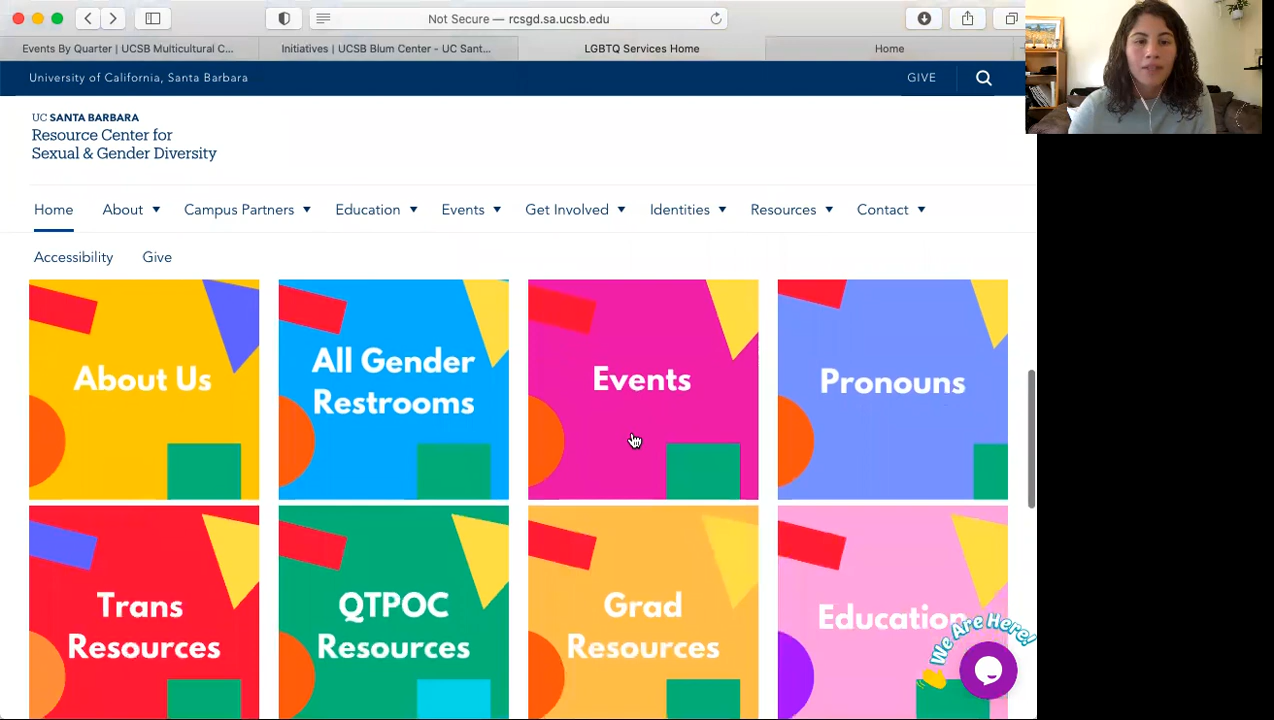 Not Secure — rcsgd.sa.ucsb.edu
Events By Quarter | UCSB Multicultural C...
Initiatives | UCSB Blum Center - UC Sant...
LGBTQ Services Home
Home
University of California, Santa Barbara
GIVE
UC SANTA BARBARA
Resource Center for
Sexual & Gender Diversity
Home
About
Campus Partners
Education
Events
Get Involved
Identities
Resources
Contact
Accessibility
Give
About Us
All Gender
Restrooms
Events
Pronouns
Trans
Resources
QTPOC
Resources
Grad
Resources
Education
We Are Here!